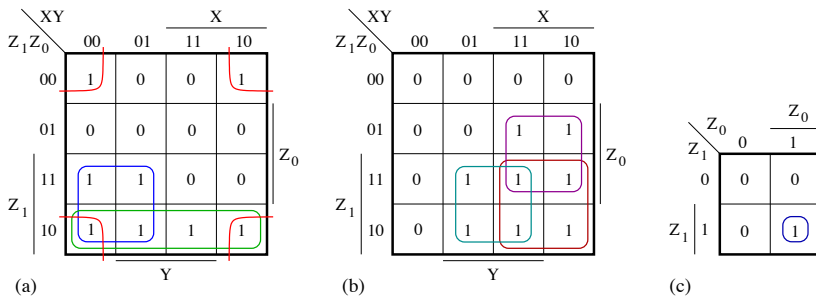 XY X
Z1Z0 00 01 11 10
00 1 0 0 1
01 0 0 0 0 Z0
Z1 11 1 1 0 0
10 1 1 1 1
Y
(a)
XY X
Z1Z0 00 01 11 10
00 0 0 0 0
01 0 0 1 1 Z0
Z1 11 0 1 1 1
10 0 1 1 1
Y
(b)
Z0 Z0
Z1 0 1
0 0 0
Z1 1 0 1
(c)